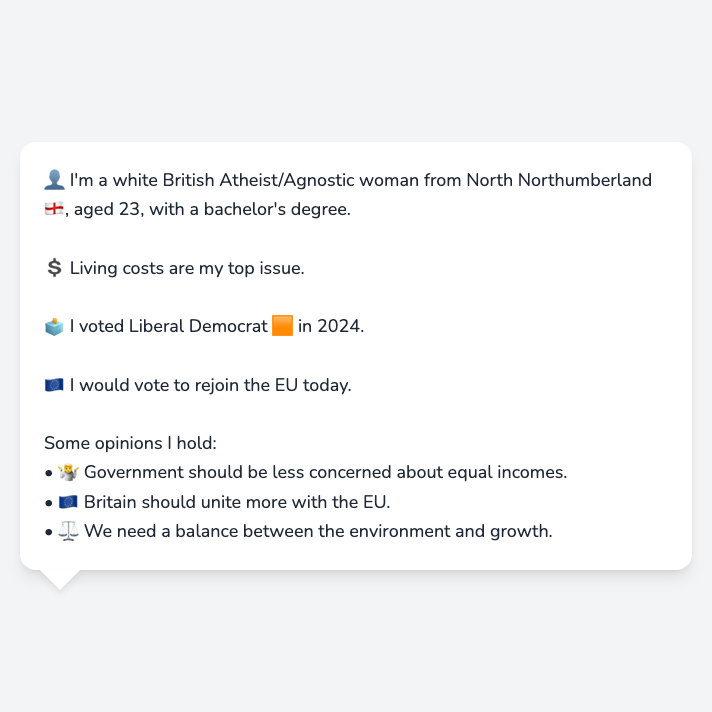 👤 I'm a white British Atheist/Agnostic woman from North Northumberland
🏴󠁧󠁢󠁥󠁮󠁧󠁿, aged 23, with a bachelor's degree.
💲 Living costs are my top issue.
🗳️ I voted Liberal Democrat 🟧 in 2024.
🇪🇺 I would vote to rejoin the EU today.
Some opinions I hold:
• 🤷 Government should be less concerned about equal incomes.
• 🇪🇺 Britain should unite more with the EU.
• ⚖️ We need a balance between the environment and growth.